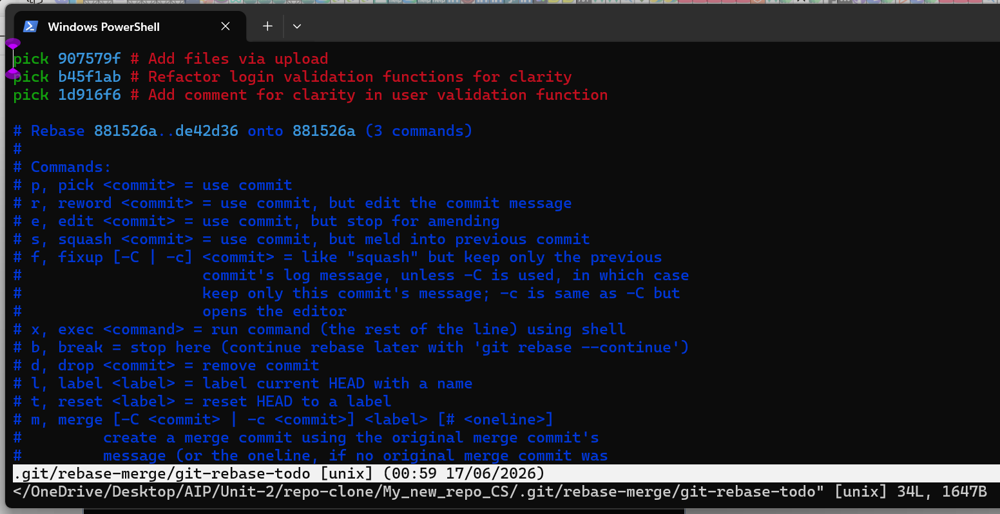 Windows PowerShell
pick 907579f # Add files via upload
pick b45f1ab # Refactor login validation functions for clarity
pick 1d916f6 # Add comment for clarity in user validation function
# Rebase 881526a..de42d36 onto 881526a (3 commands)
#
# Commands:
# p, pick <commit> = use commit
# r, reword <commit> = use commit, but edit the commit message
# e, edit <commit> = use commit, but stop for amending
# s, squash <commit> = use commit, but meld into previous commit
# f, fixup [-C | -c] <commit> = like "squash" but keep only the previous
#                    commit's log message, unless -C is used, in which case
#                    keep only this commit's message; -c is same as -C but
#                    opens the editor
# x, exec <command> = run command (the rest of the line) using shell
# b, break = stop here (continue rebase later with 'git rebase --continue')
# d, drop <commit> = remove commit
# l, label <label> = label current HEAD with a name
# t, reset <label> = reset HEAD to a label
# m, merge [-C <commit> | -c <commit>] <label> [# <oneline>]
#         create a merge commit using the original merge commit's
#         message (or the oneline, if no original merge commit was
.git/rebase-merge/git-rebase-todo [unix] (00:59 17/06/2026)
</OneDrive/Desktop/AIP/Unit-2/repo-clone/My_new_repo_CS/.git/rebase-merge/git-rebase-todo" [unix] 34L, 1647B